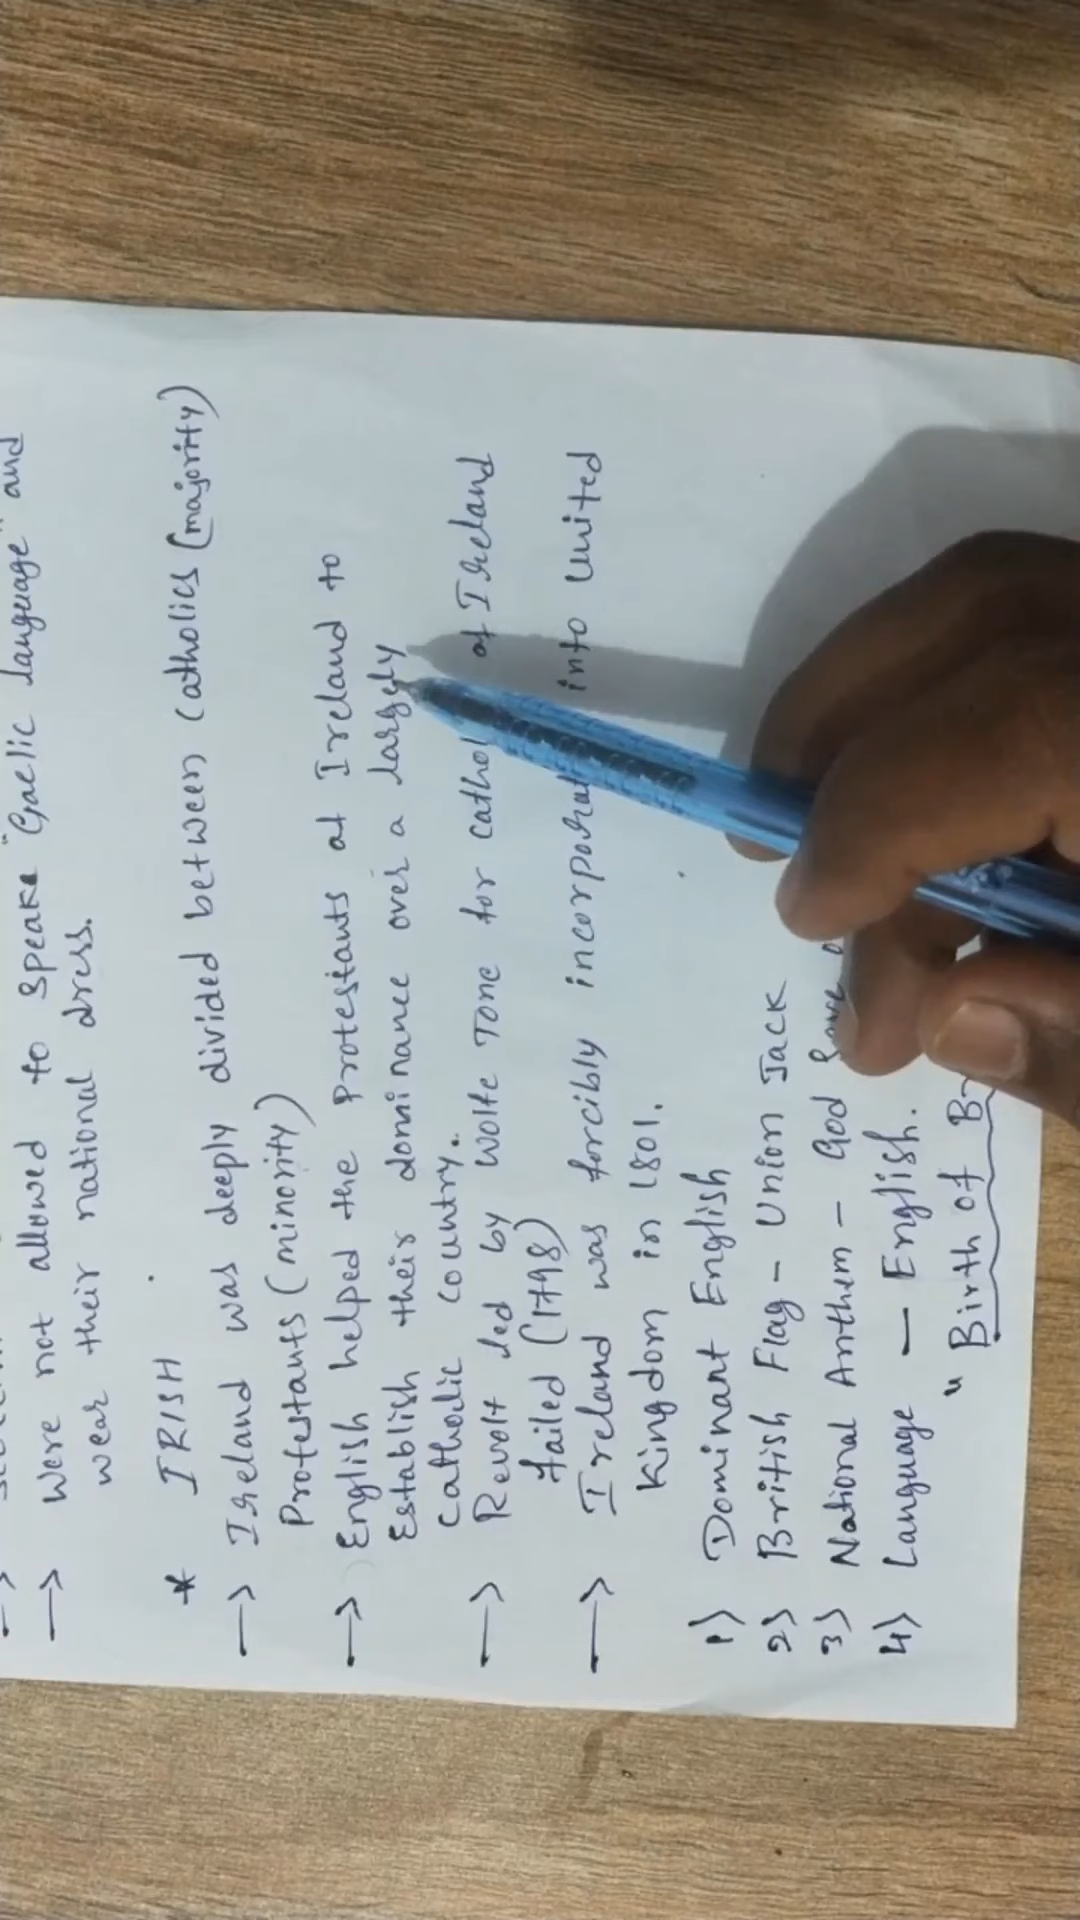 → were not allowed to speak "Gaelic language" and
wear their national dress.
* IRISH
→ Ireland was deeply divided between Catholics (majority)
Protestants (minority)
→ English helped the Protestants of Ireland to
Establish their dominance over a largely
Catholic country.
→ Revolt led by Wolfe Tone for Cathol of Ireland
failed (1798)
→ Ireland was forcibly incorporat into United
Kingdom in 1801.
1) Dominant English
2) British Flag - Union Jack
3) National Anthem - God
4) Language - English.
"Birth of Br